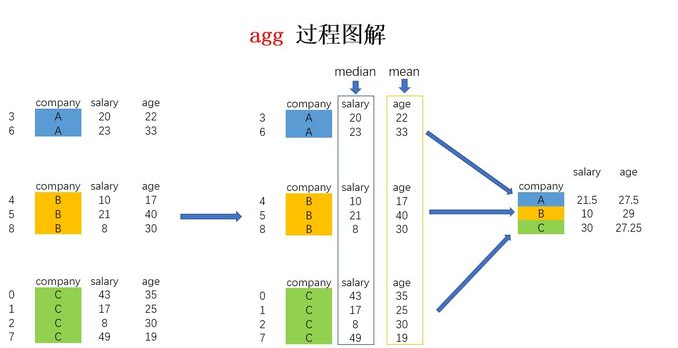 agg 过程图解
median mean
company salary age
3 A 20 22
6 A 23 33
company salary age
4 B 10 17
5 B 21 40
8 B 8 30
company salary age
0 C 43 35
1 C 17 25
2 C 8 30
7 C 49 19
company salary age
3 A 20 22
6 A 23 33
company salary age
4 B 10 17
5 B 21 40
8 B 8 30
company salary age
0 C 43 35
1 C 17 25
2 C 8 30
7 C 49 19
salary age
company
A 21.5 27.5
B 10 29
C 30 27.25